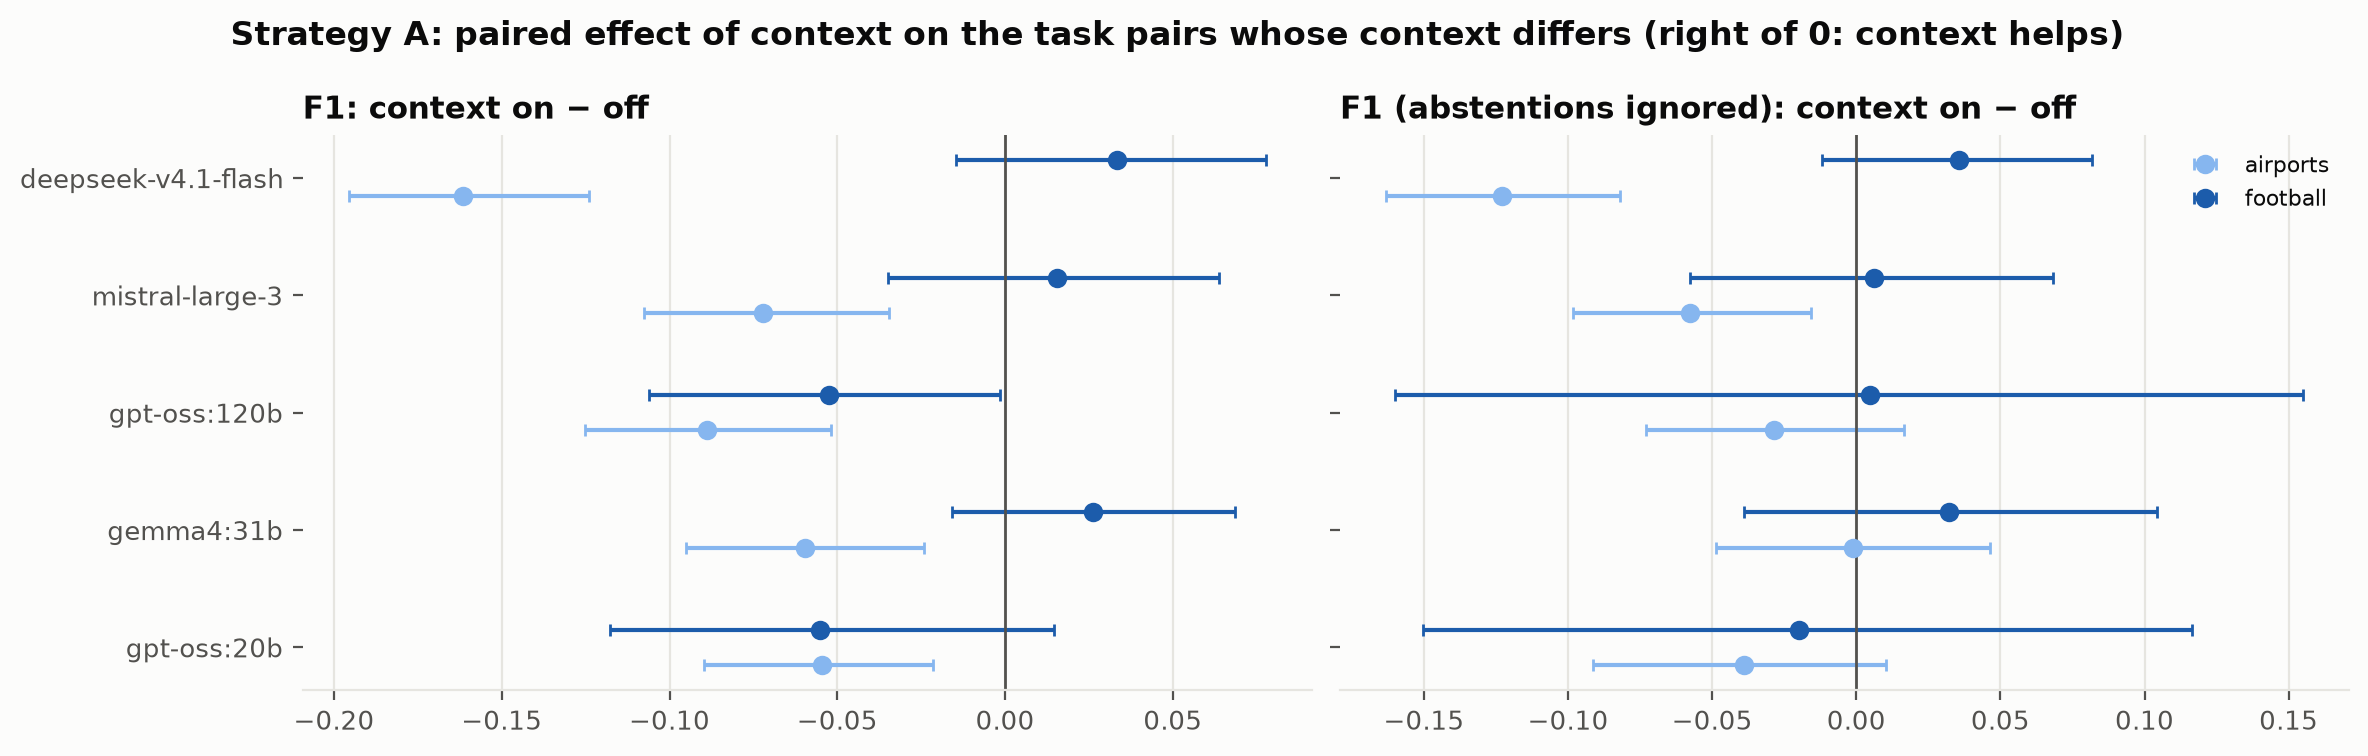 Strategy A: paired effect of context on the task pairs whose context differs (right of 0: context helps)
F1: context on − off
F1 (abstentions ignored): context on − off
airports
football
deepseek-v4.1-flash
mistral-large-3
gpt-oss:120b
gemma4:31b
gpt-oss:20b
−0.20 −0.15 −0.10 −0.05 0.00 0.05
−0.15 −0.10 −0.05 0.00 0.05 0.10 0.15